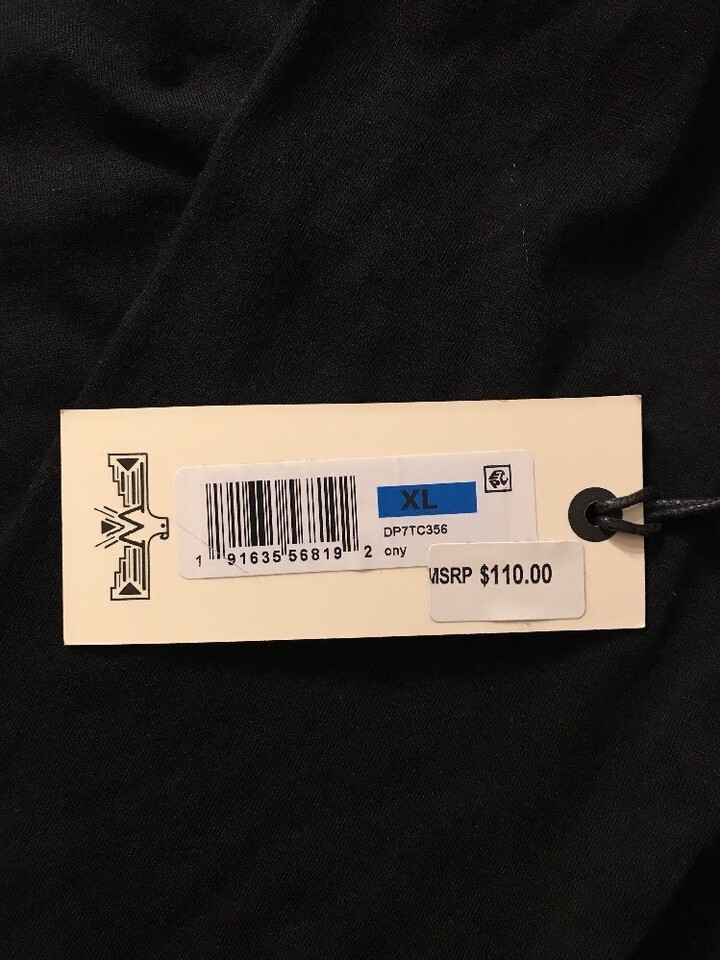 XL
DP7TC356
1 91635 56819 2
ony
MSRP $110.00